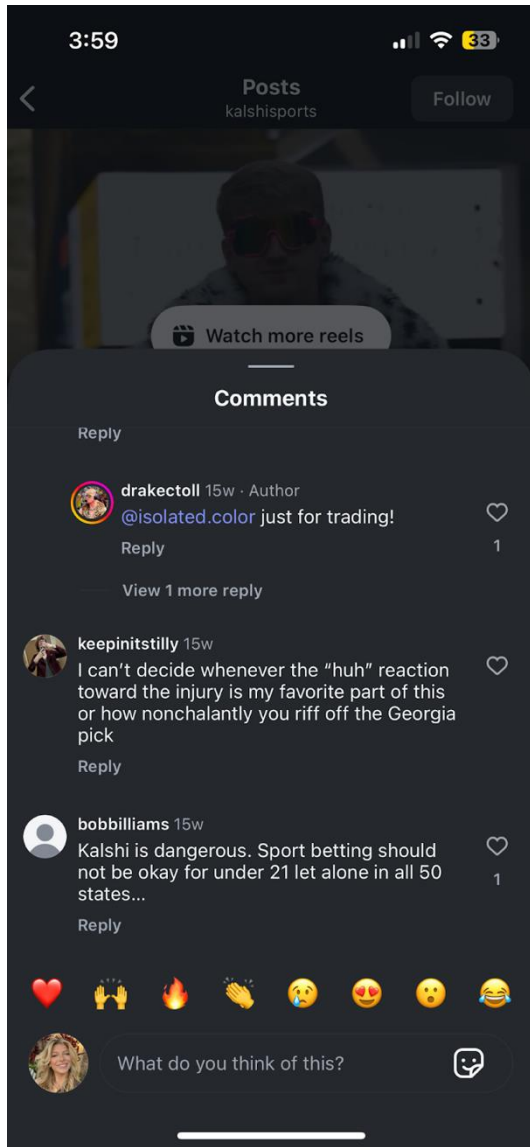 3:59
33
Posts
kalshisports
Follow
Watch more reels
Comments
Reply
drakectoll 15w · Author
@isolated.color just for trading!
Reply
1
View 1 more reply
keepinitstilly 15w
I can't decide whenever the “huh” reaction
toward the injury is my favorite part of this
or how nonchalantly you riff off the Georgia
pick
Reply
bobbilliams 15w
Kalshi is dangerous. Sport betting should
not be okay for under 21 let alone in all 50
states...
1
Reply
What do you think of this?